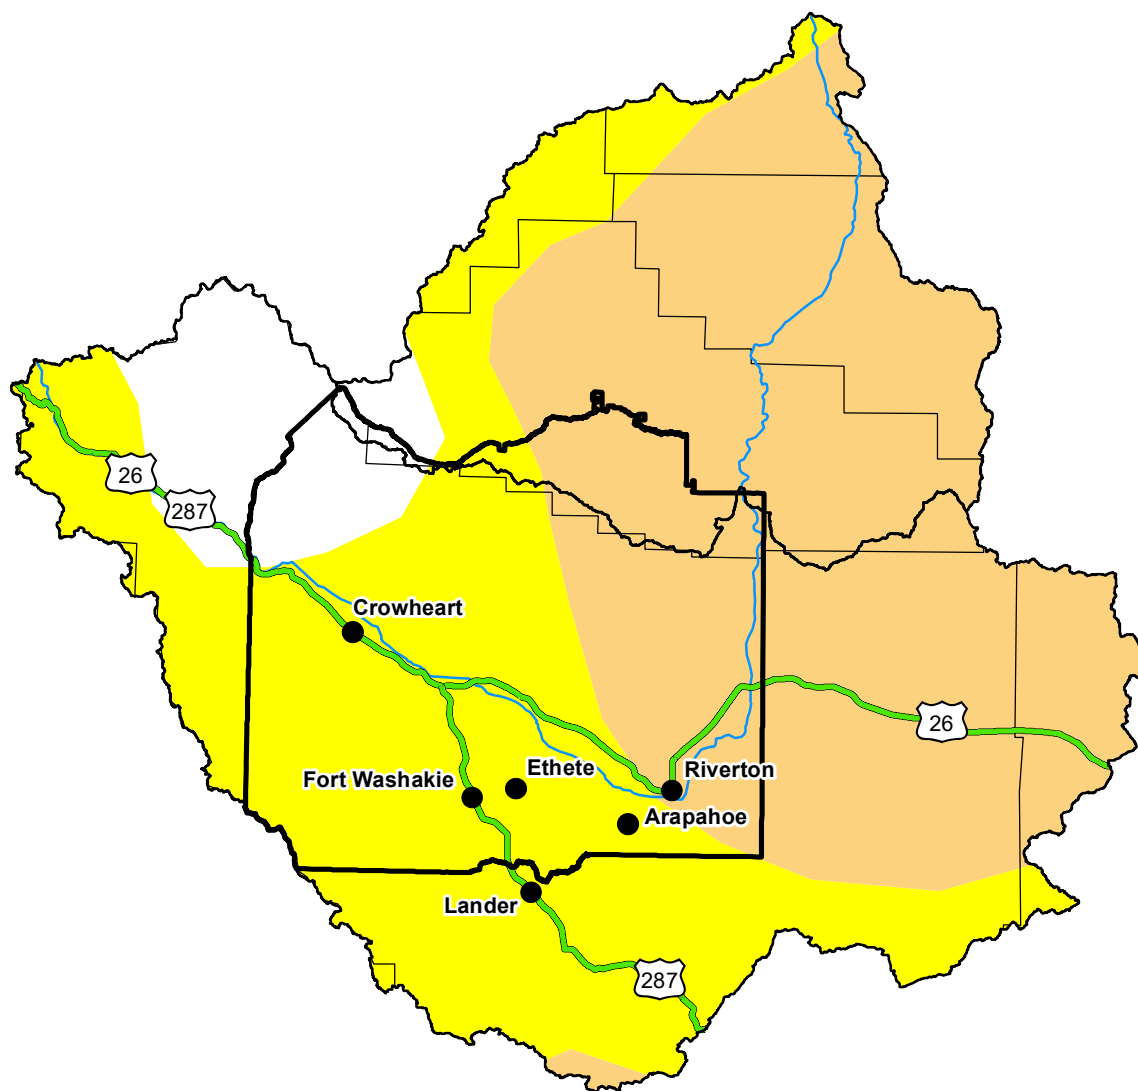 26
287
Crowheart
26
Ethete
Riverton
Fort Washakie
Arapahoe
Lander
287